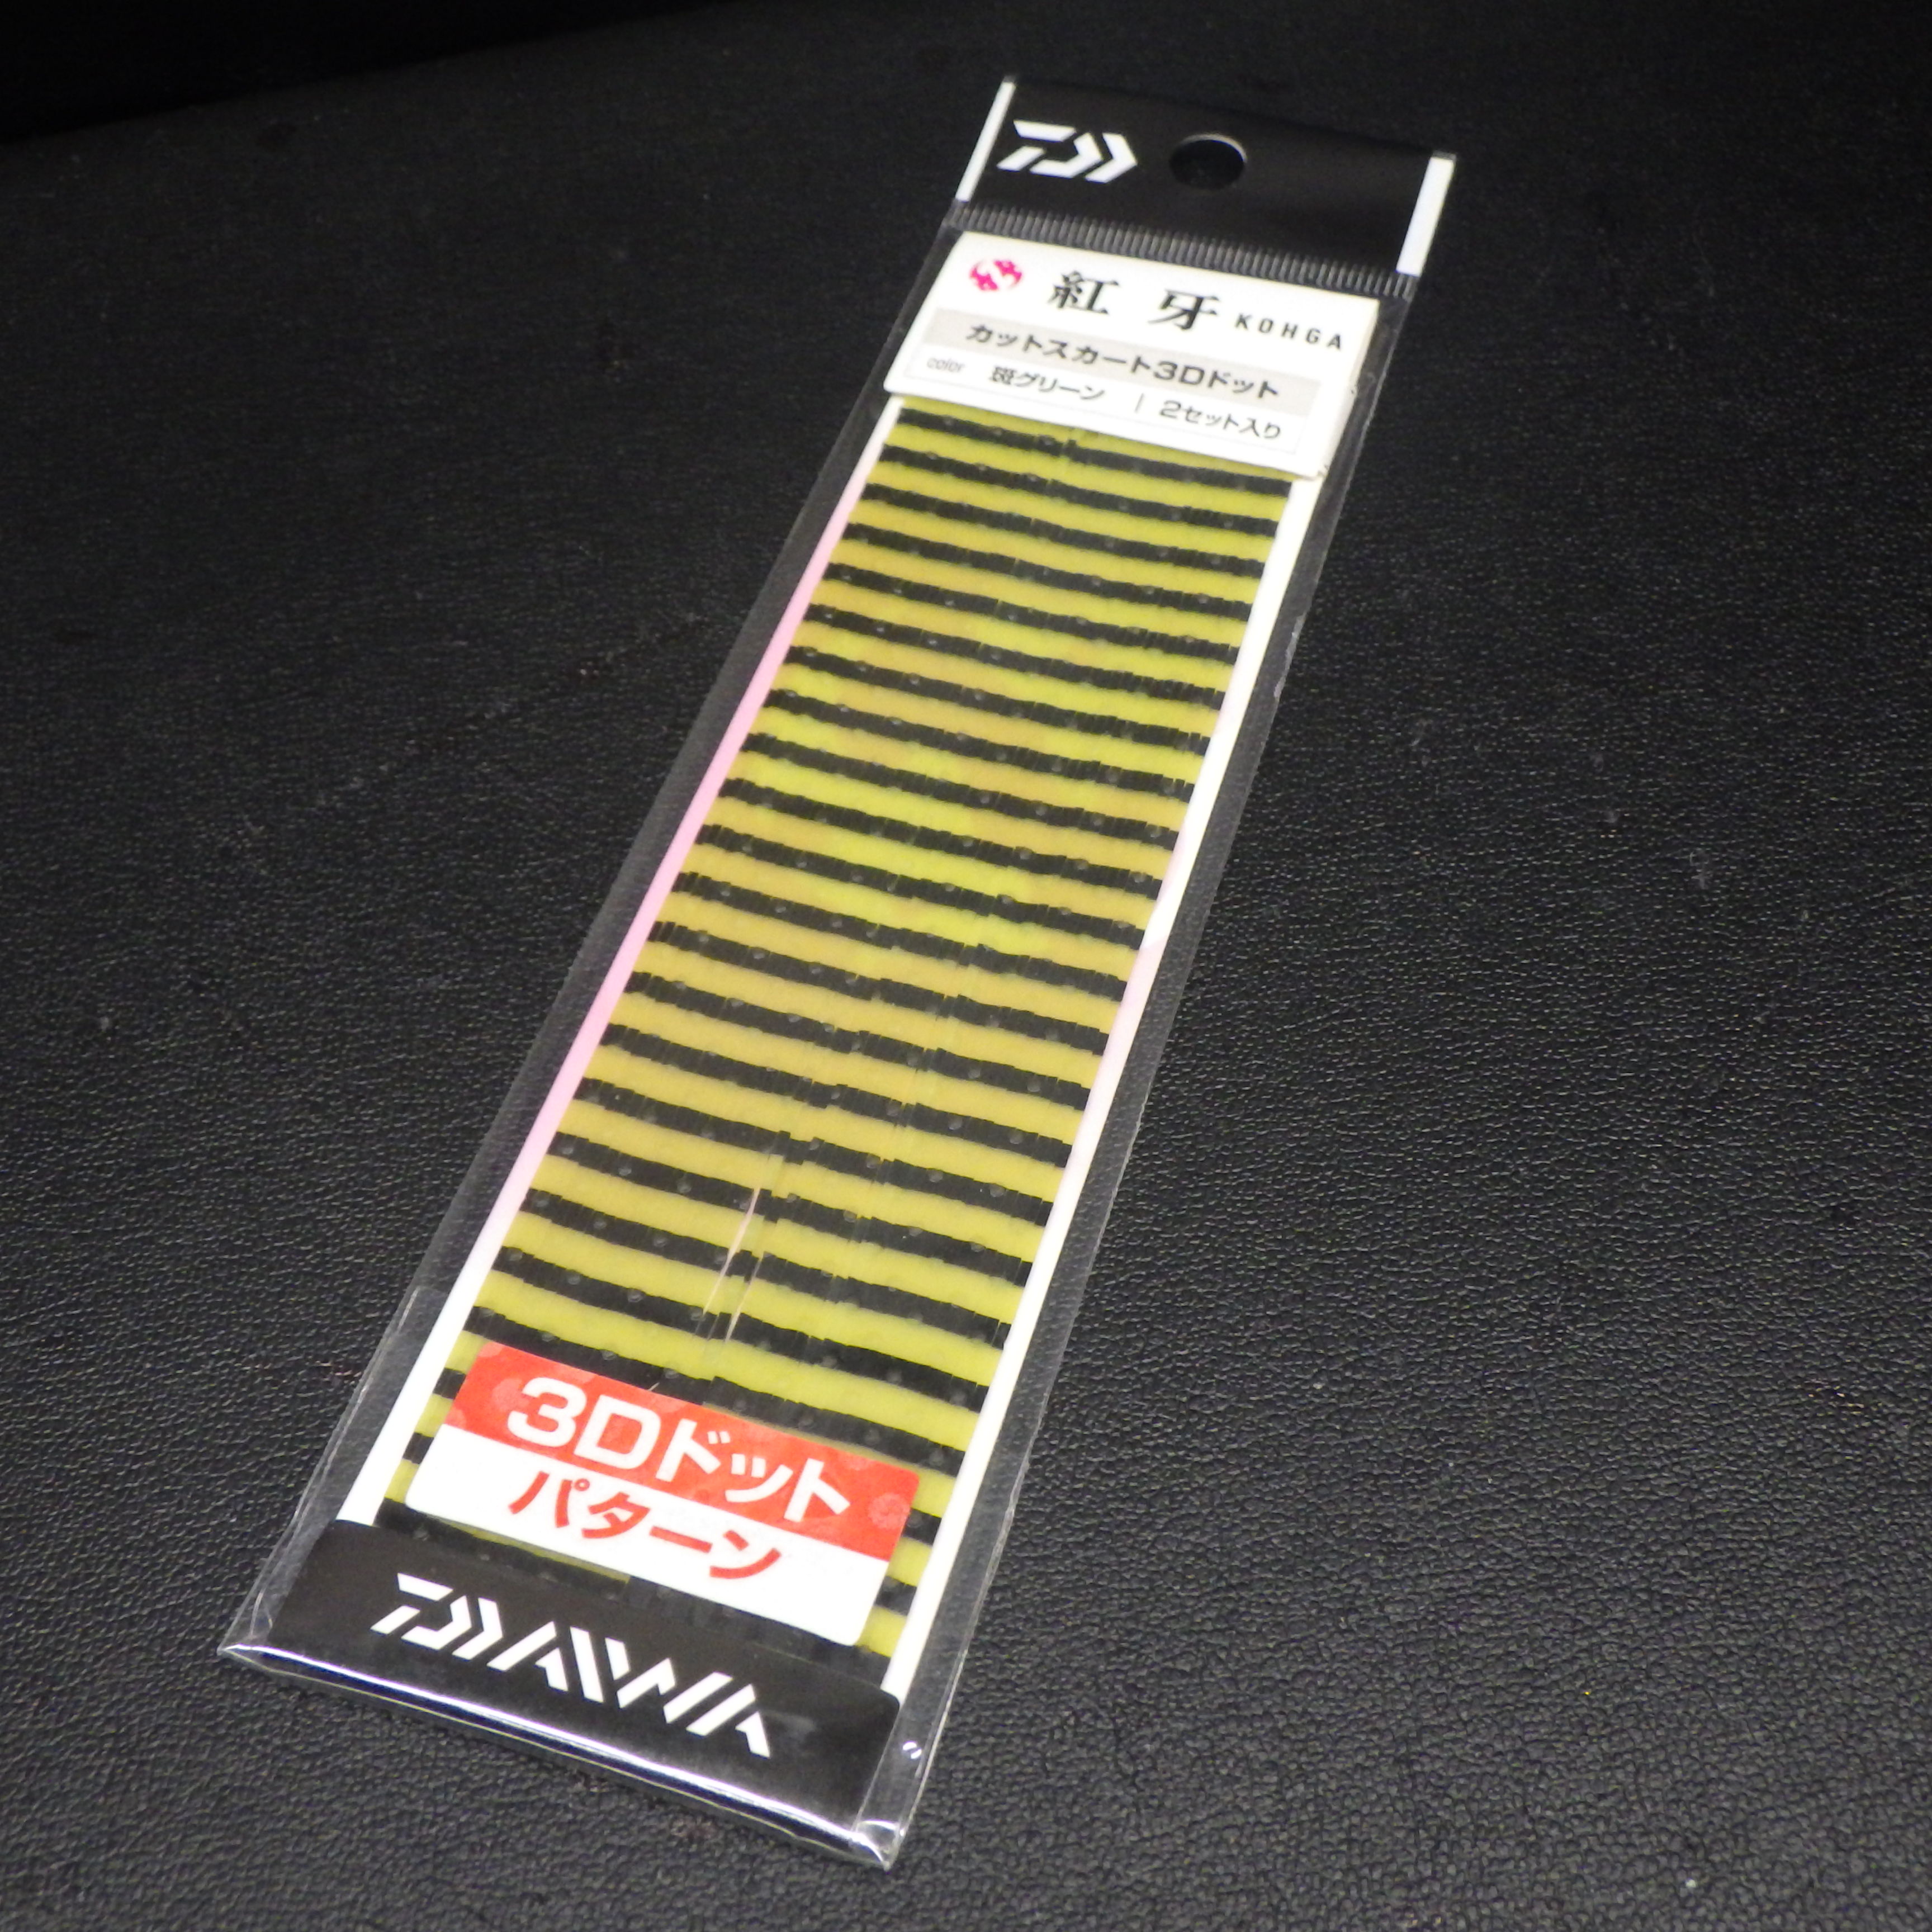 紅牙 KOHGA
カットスカート3Dドット
color 斑グリーン | 2セット入り
3Dドット
パターン
DAIWA